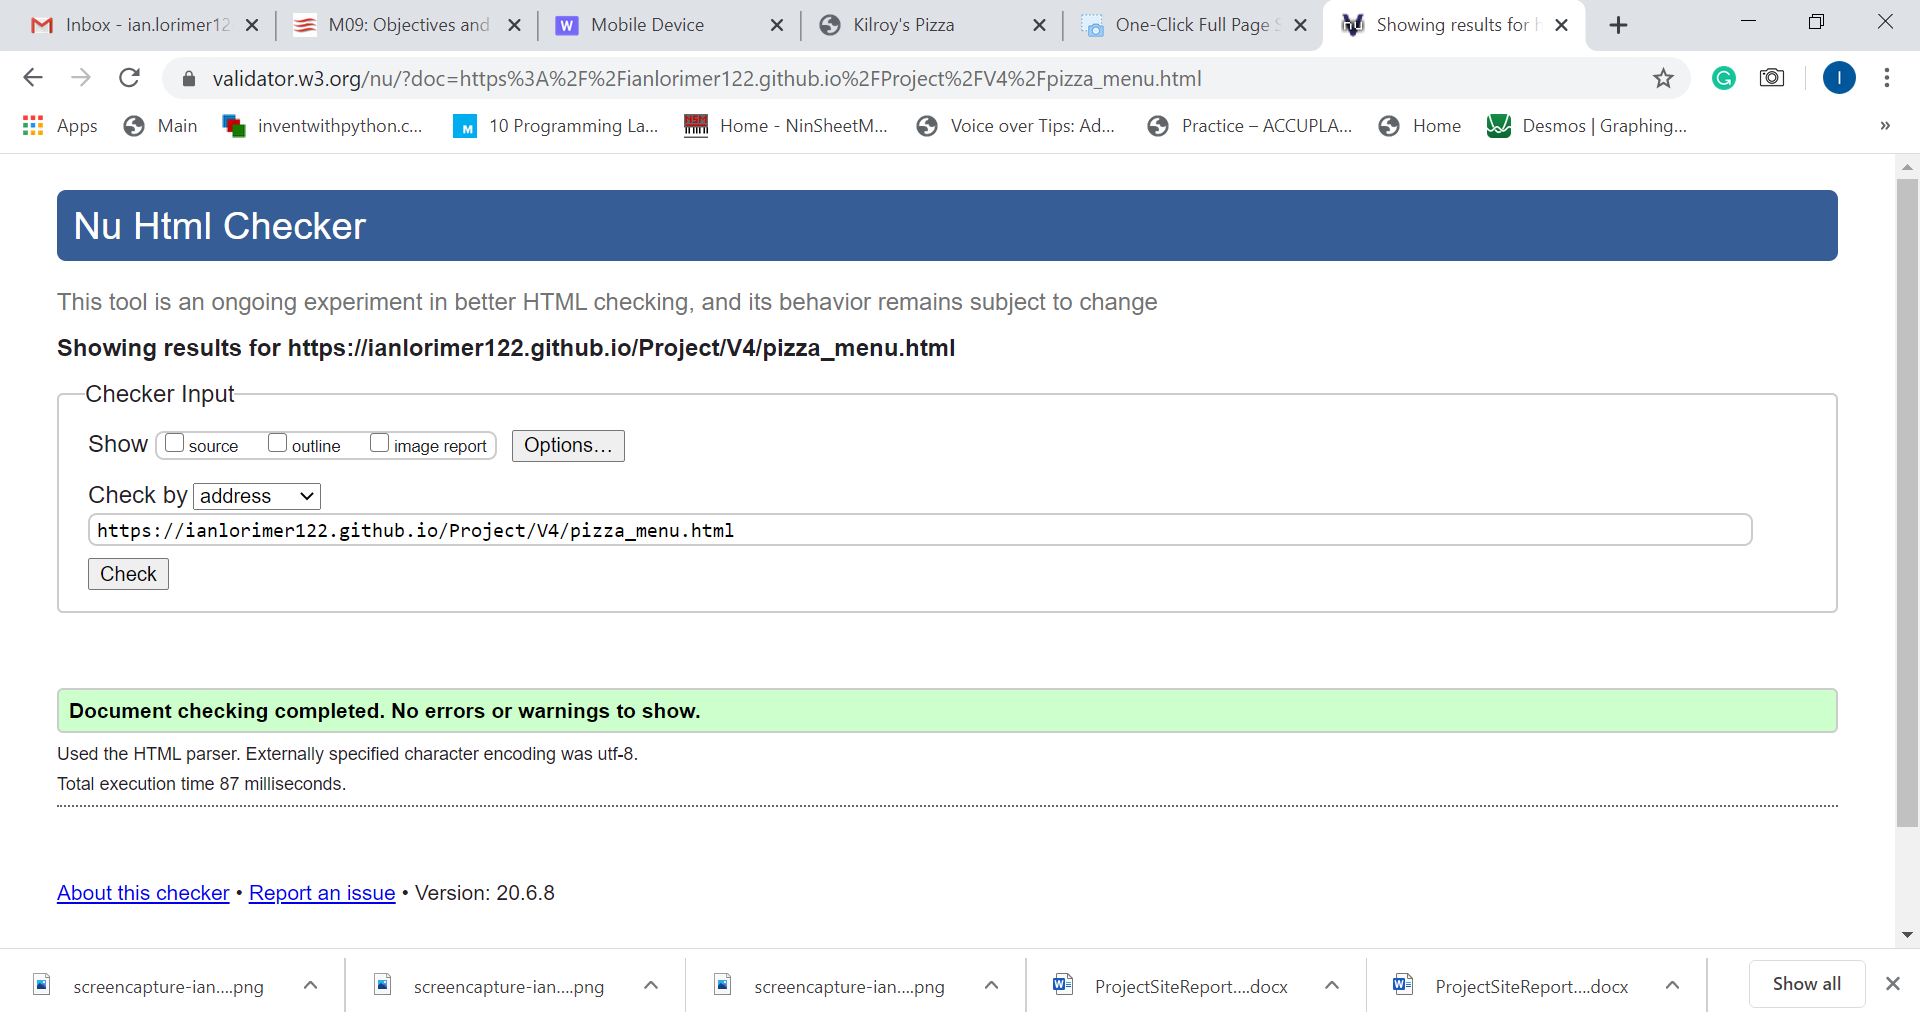 Inbox - ian.lorimer12
M09: Objectives and
Mobile Device
Kilroy's Pizza
One-Click Full Page S
Showing results for h
validator.w3.org/nu/?doc=https%3A%2F%2Fianlorimer122.github.io%2FProject%2FV4%2Fpizza_menu.html
Apps
Main
inventwithpython.c...
10 Programming La...
Home - NinSheetM...
Voice over Tips: Ad...
Practice – ACCUPLA...
Home
Desmos | Graphing...
Nu Html Checker
This tool is an ongoing experiment in better HTML checking, and its behavior remains subject to change
Showing results for https://ianlorimer122.github.io/Project/V4/pizza_menu.html
Checker Input
Show source outline image report Options...
Check by address
https://ianlorimer122.github.io/Project/V4/pizza_menu.html
Check
Document checking completed. No errors or warnings to show.
Used the HTML parser. Externally specified character encoding was utf-8.
Total execution time 87 milliseconds.
About this checker • Report an issue • Version: 20.6.8
screencapture-ian....png
screencapture-ian....png
screencapture-ian....png
ProjectSiteReport....docx
ProjectSiteReport....docx
Show all